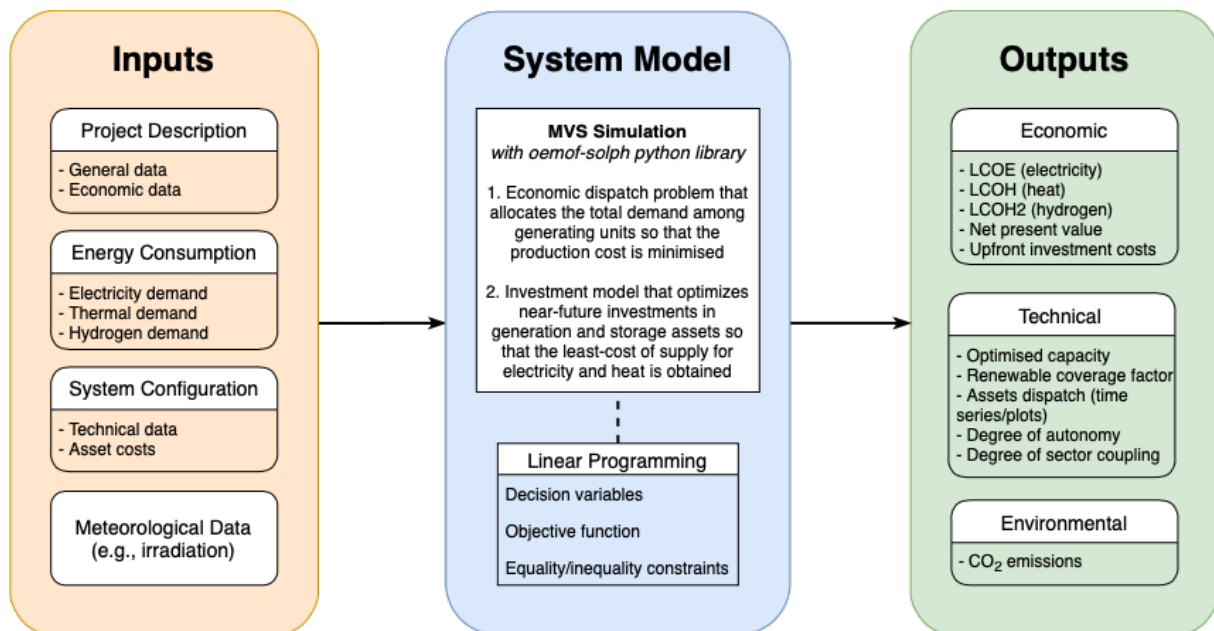 Inputs
Project Description
- General data
- Economic data
Energy Consumption
- Electricity demand
- Thermal demand
- Hydrogen demand
System Configuration
- Technical data
- Asset costs
Meteorological Data
(e.g., irradiation)
System Model
MVS Simulation
with oemof-solph python library
1. Economic dispatch problem that
allocates the total demand among
generating units so that the
production cost is minimised
2. Investment model that optimizes
near-future investments in
generation and storage assets so
that the least-cost of supply for
electricity and heat is obtained
Linear Programming
Decision variables
Objective function
Equality/inequality constraints
Outputs
Economic
- LCOE (electricity)
- LCOH (heat)
- LCOH2 (hydrogen)
- Net present value
- Upfront investment costs
Technical
- Optimised capacity
- Renewable coverage factor
- Assets dispatch (time
series/plots)
- Degree of autonomy
- Degree of sector coupling
Environmental
- CO2 emissions